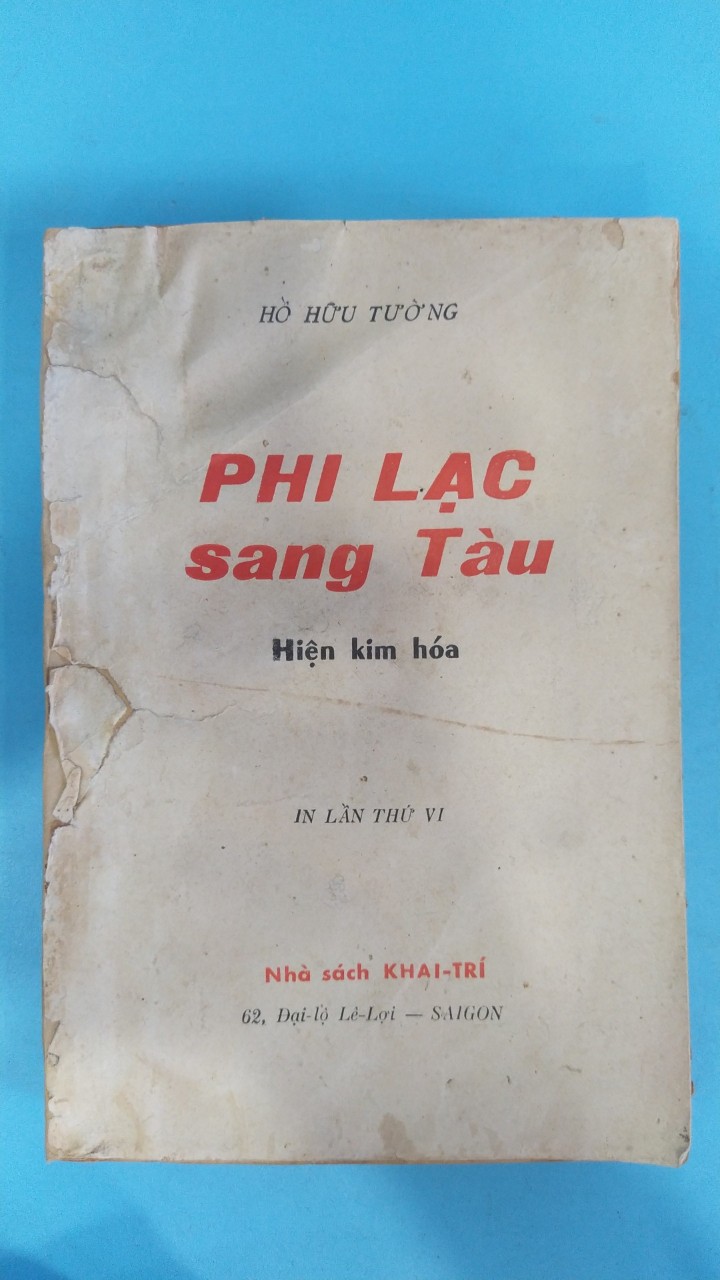 HỒ HỮU TƯỜNG
PHI LẠC
sang Tàu
Hiện kim hóa
IN LẦN THỨ VI
Nhà sách KHAI-TRÍ
62, Đại-lộ Lê-Lợi — SAIGON